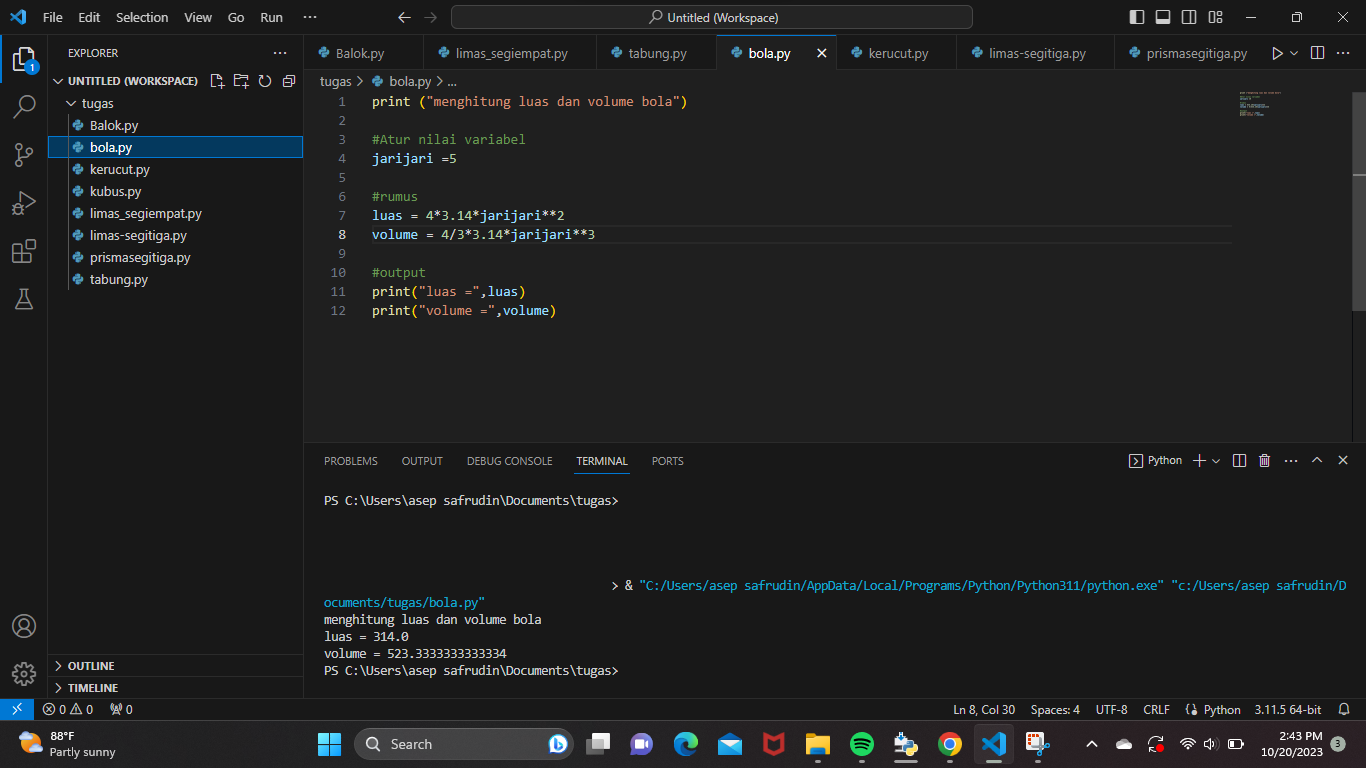 File Edit Selection View Go Run ··· Untitled (Workspace)
EXPLORER ···
Balok.py limas_segiempat.py tabung.py bola.py kerucut.py limas-segitiga.py prismasegitiga.py
1
UNTITLED (WORKSPACE)
tugas
Balok.py
bola.py
kerucut.py
kubus.py
limas_segiempat.py
limas-segitiga.py
prismasegitiga.py
tabung.py
OUTLINE
TIMELINE
tugas > bola.py > ...
1 print ("menghitung luas dan volume bola")
2
3 #Atur nilai variabel
4 jarijari =5
5
6 #rumus
7 luas = 4*3.14*jarijari**2
8 volume = 4/3*3.14*jarijari**3
9
10 #output
11 print("luas =",luas)
12 print("volume =",volume)
PROBLEMS OUTPUT DEBUG CONSOLE TERMINAL PORTS Python
PS C:\Users\asep safrudin\Documents\tugas>
> & "C:/Users/asep safrudin/AppData/Local/Programs/Python/Python311/python.exe" "c:/Users/asep safrudin/D
ocuments/tugas/bola.py"
menghitung luas dan volume bola
luas = 314.0
volume = 523.3333333333334
PS C:\Users\asep safrudin\Documents\tugas>
0 0 0 Ln 8, Col 30 Spaces: 4 UTF-8 CRLF Python 3.11.5 64-bit
88°F
Partly sunny
Search
2:43 PM
10/20/2023
3